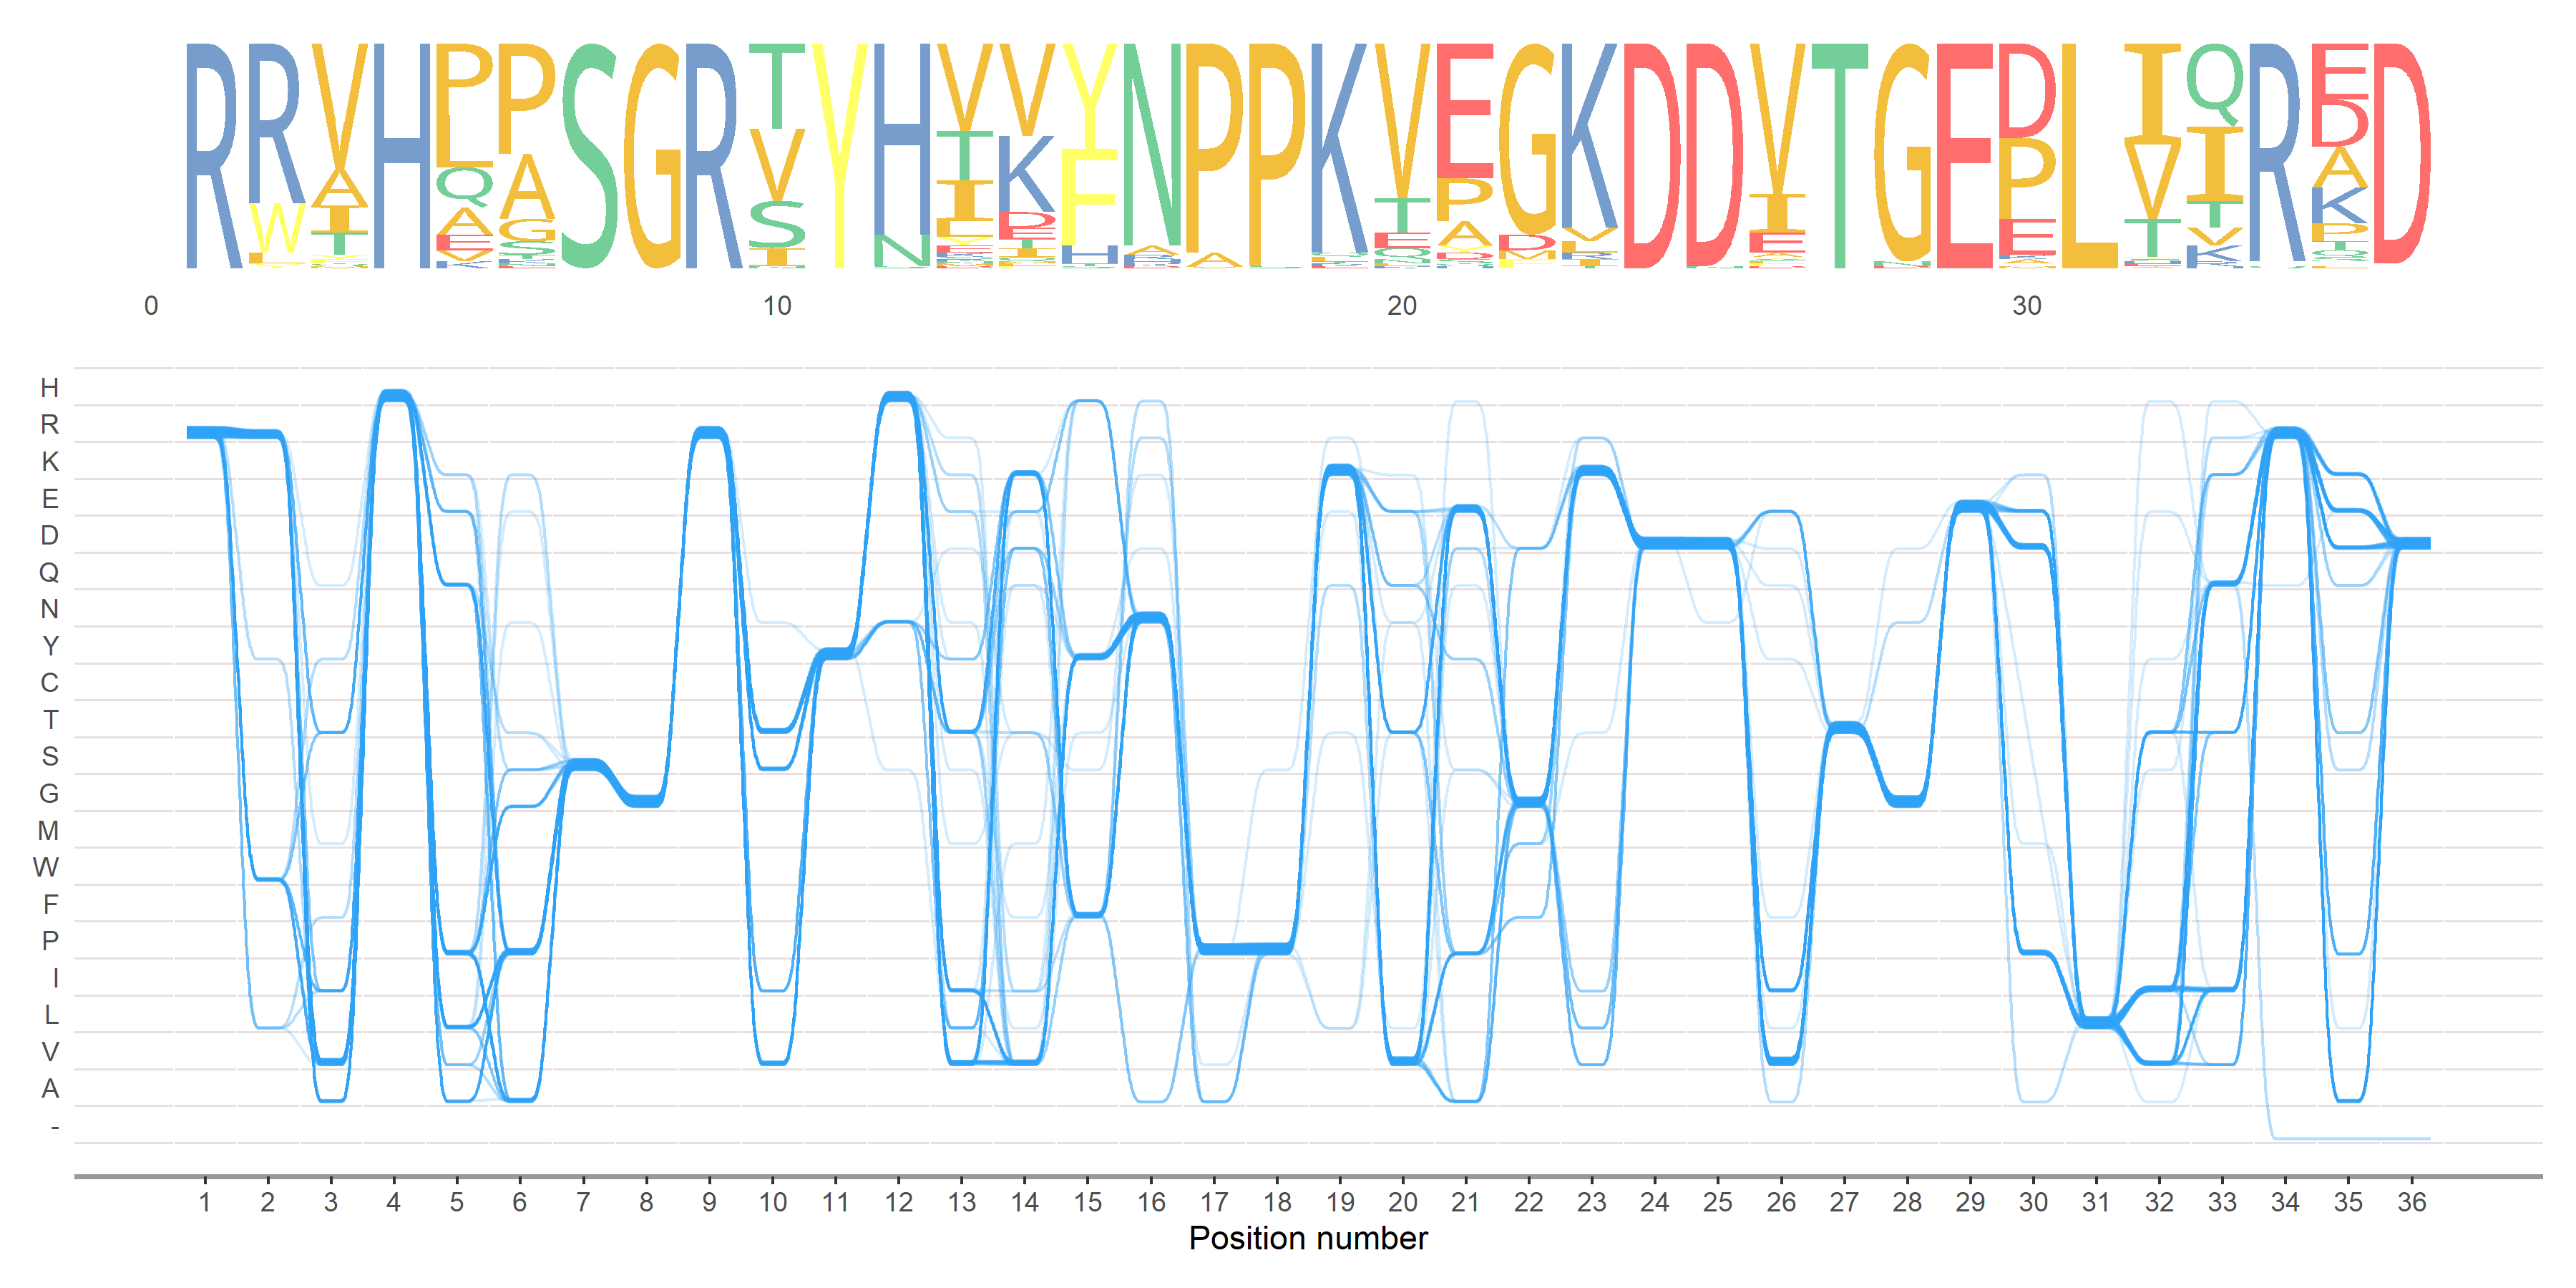 RRVHPPSGRTYHVVYNPPKVEGKDDVTGEDLIQRED
0 10 20 30
H
R
K
E
D
Q
N
Y
C
T
S
G
M
W
F
P
I
L
V
A
-
1 2 3 4 5 6 7 8 9 10 11 12 13 14 15 16 17 18 19 20 21 22 23 24 25 26 27 28 29 30 31 32 33 34 35 36
Position number